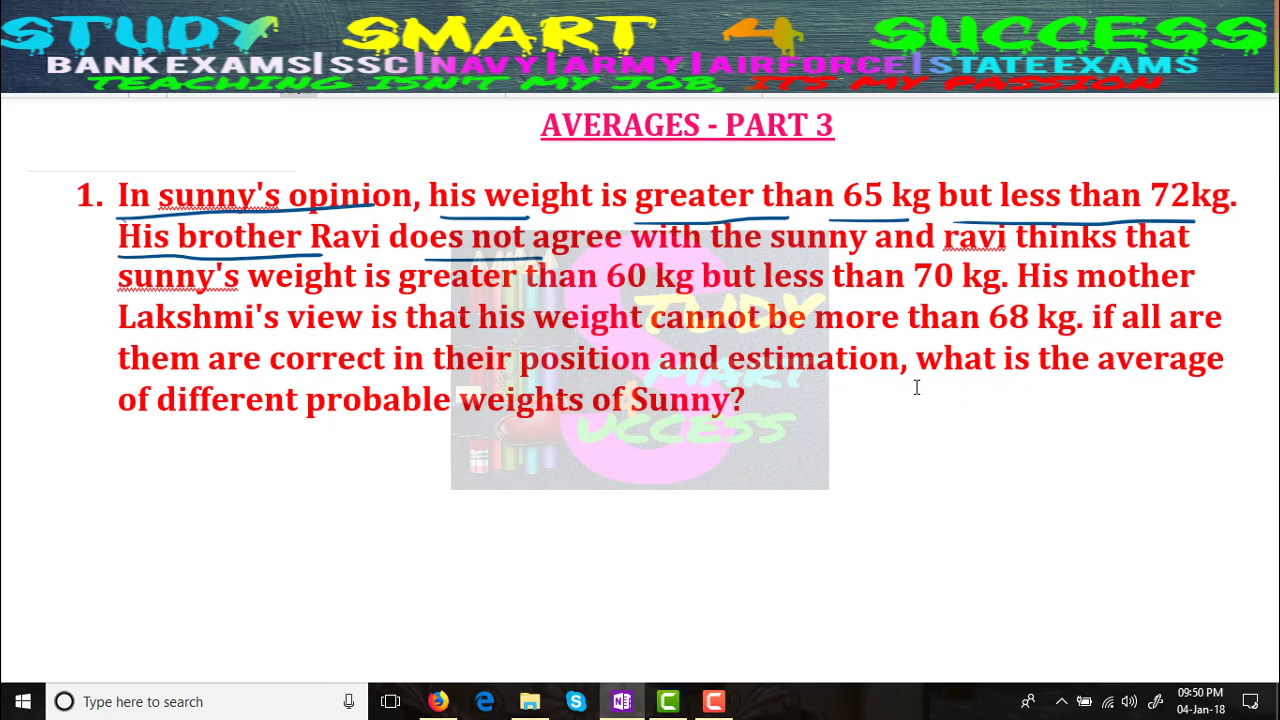 STUDY SMART 4 SUCCESS
BANK EXAMS|SSC|NAVY|ARMY|AIRFORCE|STATE EXAMS
TEACHING ISN'T MY JOB, IT'S MY PASSION
AVERAGES - PART 3
1. In sunny's opinion, his weight is greater than 65 kg but less than 72kg.
His brother Ravi does not agree with the sunny and ravi thinks that
sunny's weight is greater than 60 kg but less than 70 kg. His mother
Lakshmi's view is that his weight cannot be more than 68 kg. if all are
them are correct in their position and estimation, what is the average
of different probable weights of Sunny?
S
TUDY
MART
4
UCCESS
Type here to search
09:50 PM
04-Jan-18